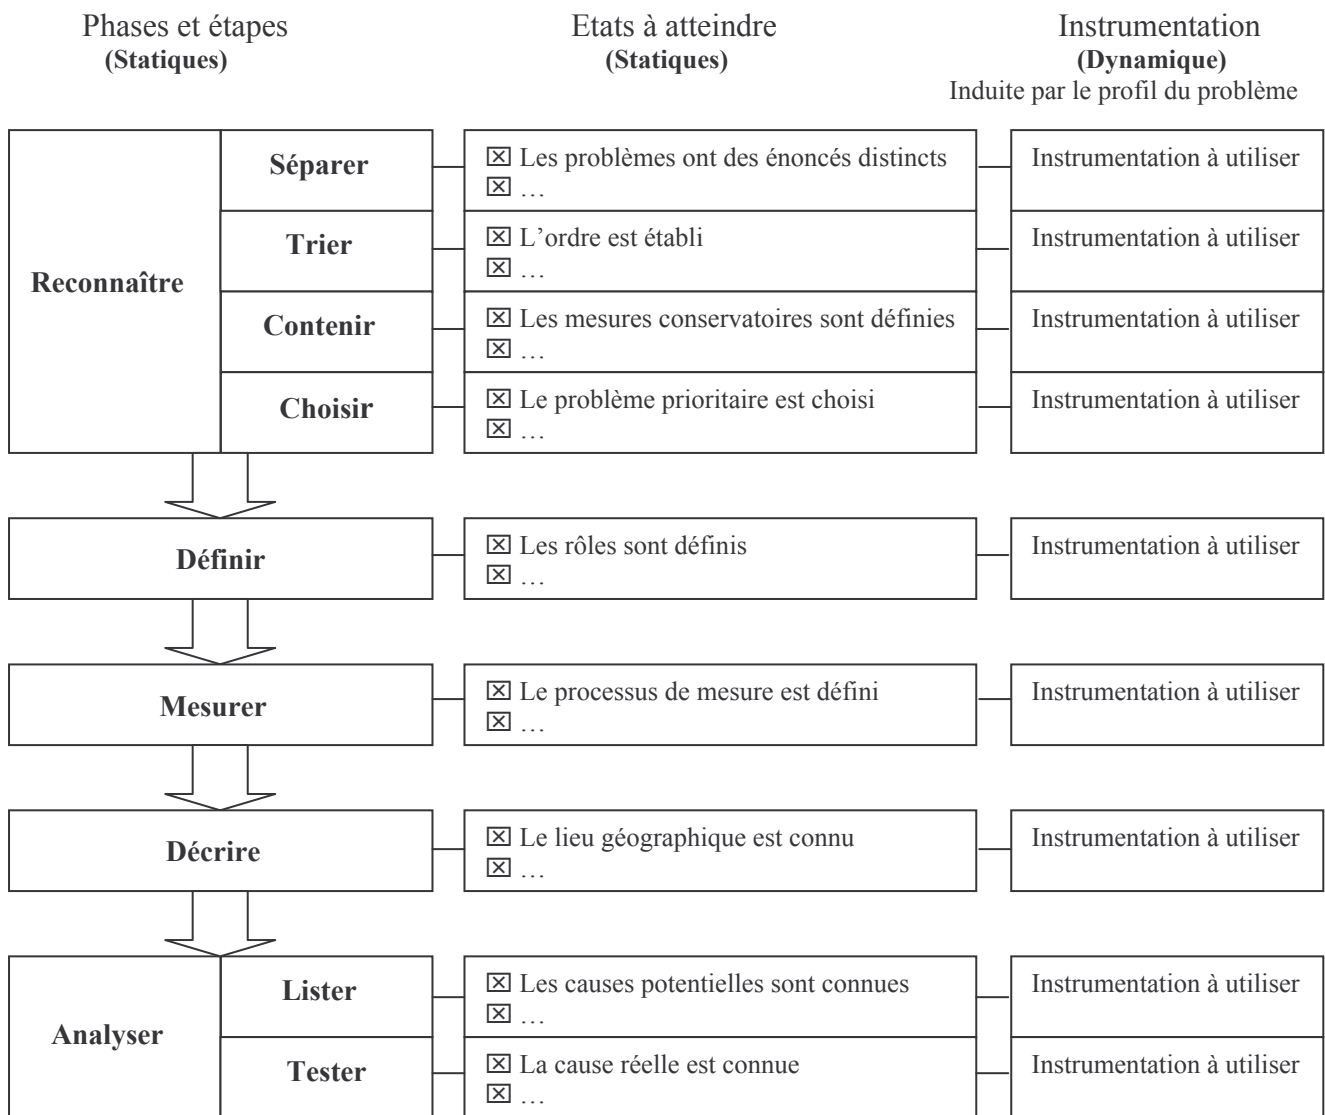 Phases et étapes
(Statiques)
Etats à atteindre
(Statiques)
Instrumentation
(Dynamique)
Induite par le profil du problème
Reconnaître
Séparer
☒ Les problèmes ont des énoncés distincts
☒ …
Instrumentation à utiliser
Trier
☒ L’ordre est établi
☒ …
Instrumentation à utiliser
Contenir
☒ Les mesures conservatoires sont définies
☒ …
Instrumentation à utiliser
Choisir
☒ Le problème prioritaire est choisi
☒ …
Instrumentation à utiliser
Définir
☒ Les rôles sont définis
☒ …
Instrumentation à utiliser
Mesurer
☒ Le processus de mesure est défini
☒ …
Instrumentation à utiliser
Décrire
☒ Le lieu géographique est connu
☒ …
Instrumentation à utiliser
Analyser
Lister
☒ Les causes potentielles sont connues
☒ …
Instrumentation à utiliser
Tester
☒ La cause réelle est connue
☒ …
Instrumentation à utiliser